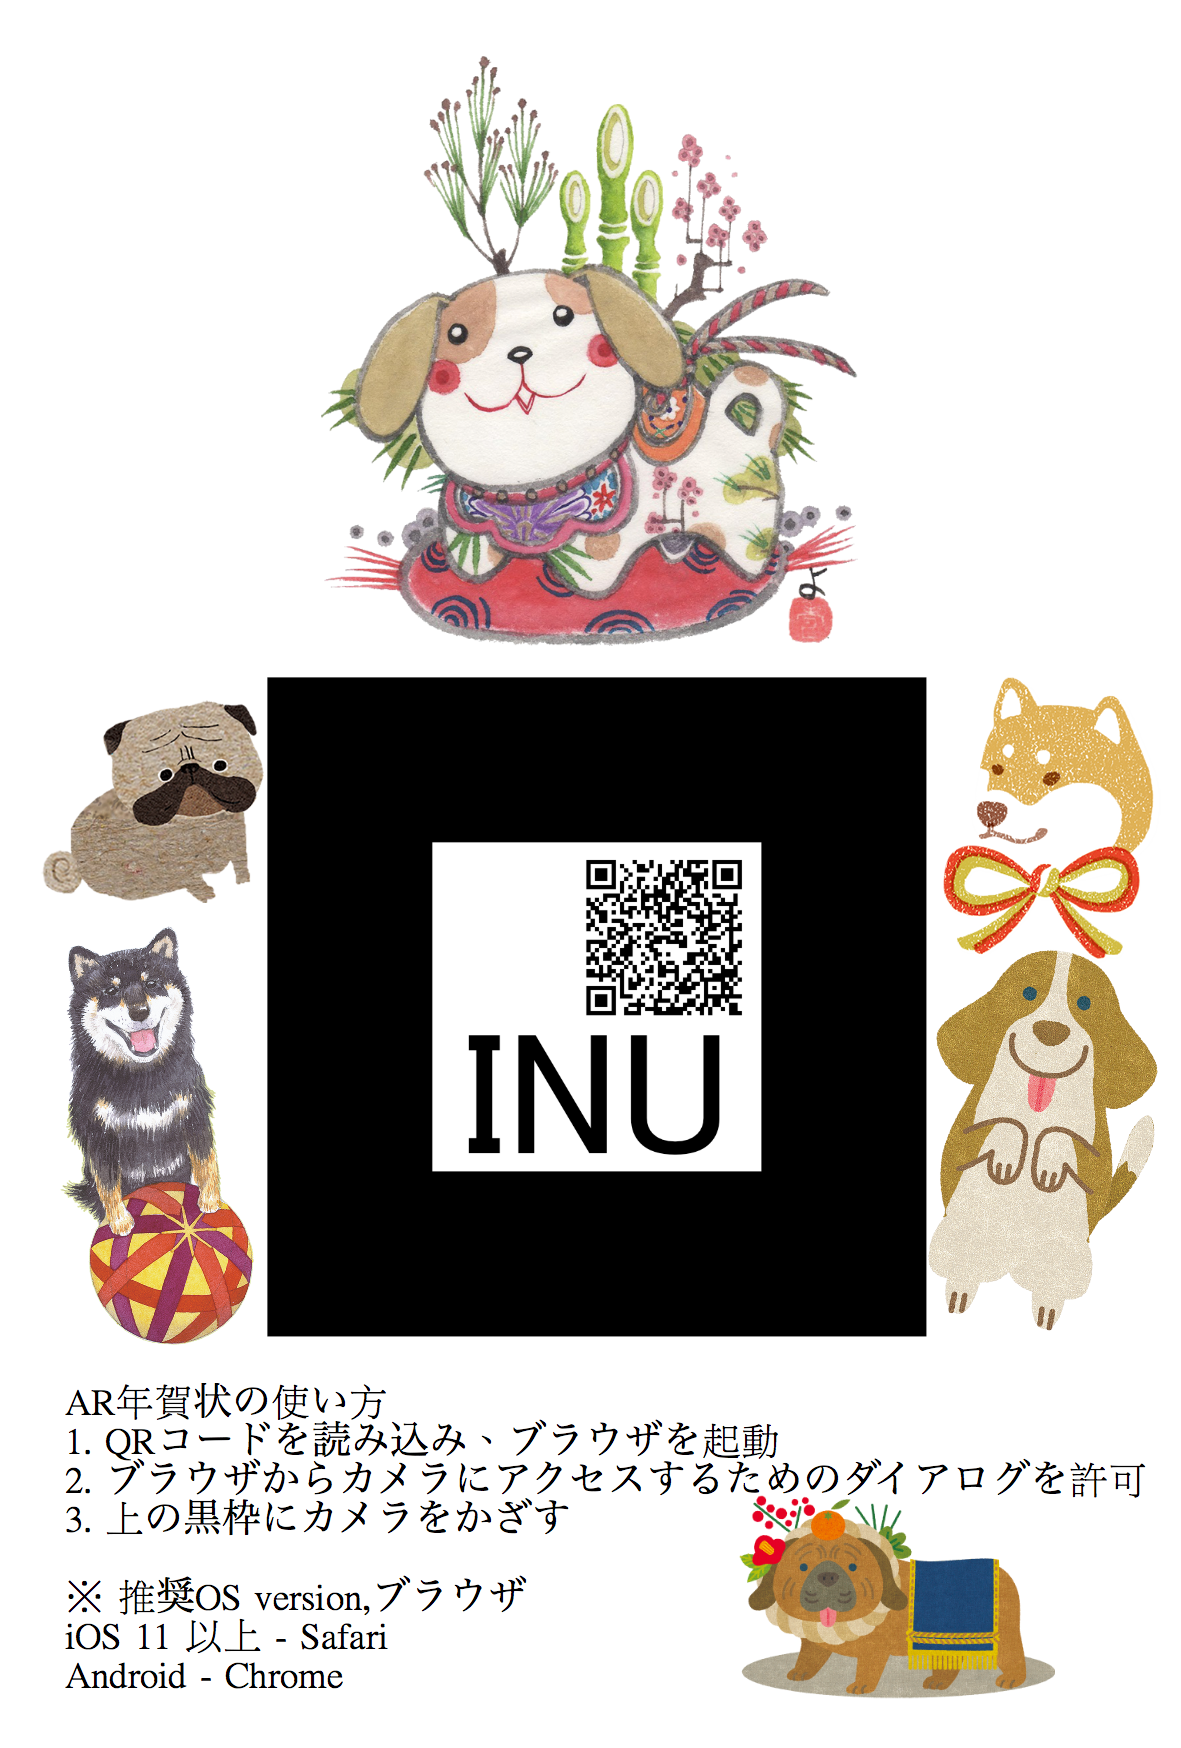 よ
INU
AR年賀状の使い方
1. QRコードを読み込み、ブラウザを起動
2. ブラウザからカメラにアクセスするためのダイアログを許可
3. 上の黒枠にカメラをかざす
※ 推奨OS version,ブラウザ
iOS 11 以上 - Safari
Android - Chrome